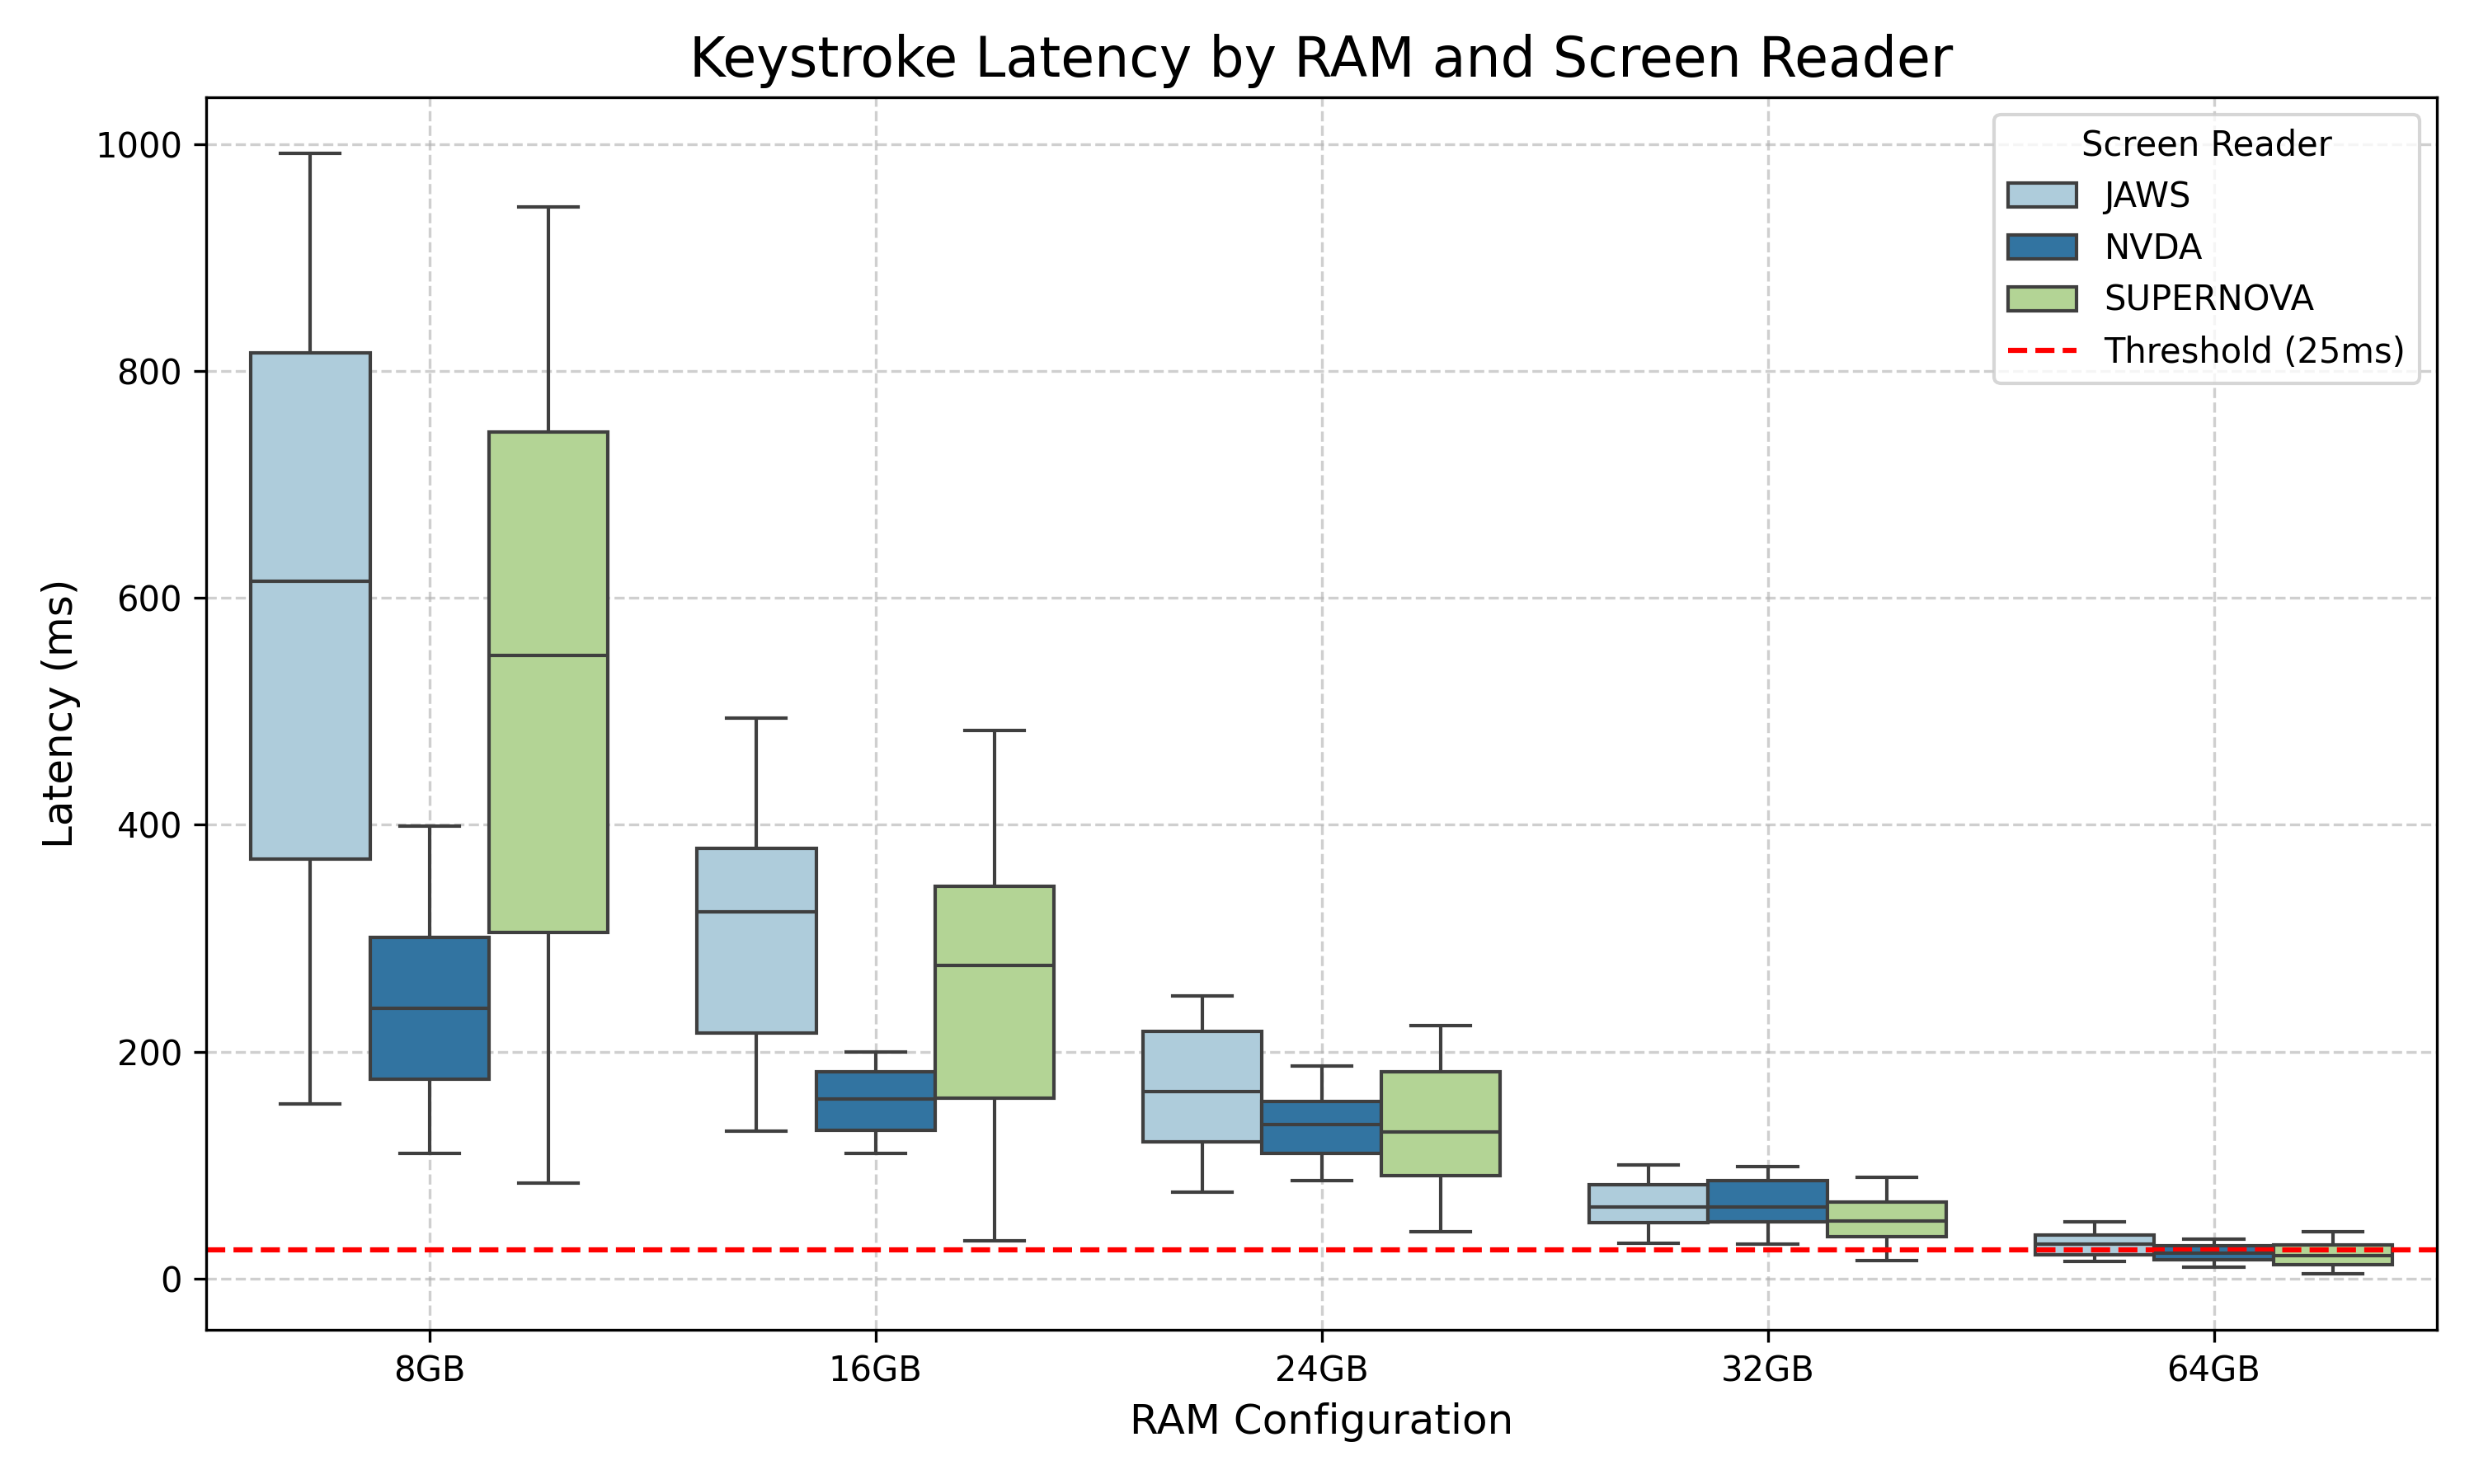 Keystroke Latency by RAM and Screen Reader
Screen Reader
JAWS
NVDA
SUPERNOVA
Threshold (25ms)
Latency (ms)
1000
800
600
400
200
0
8GB
16GB
24GB
32GB
64GB
RAM Configuration